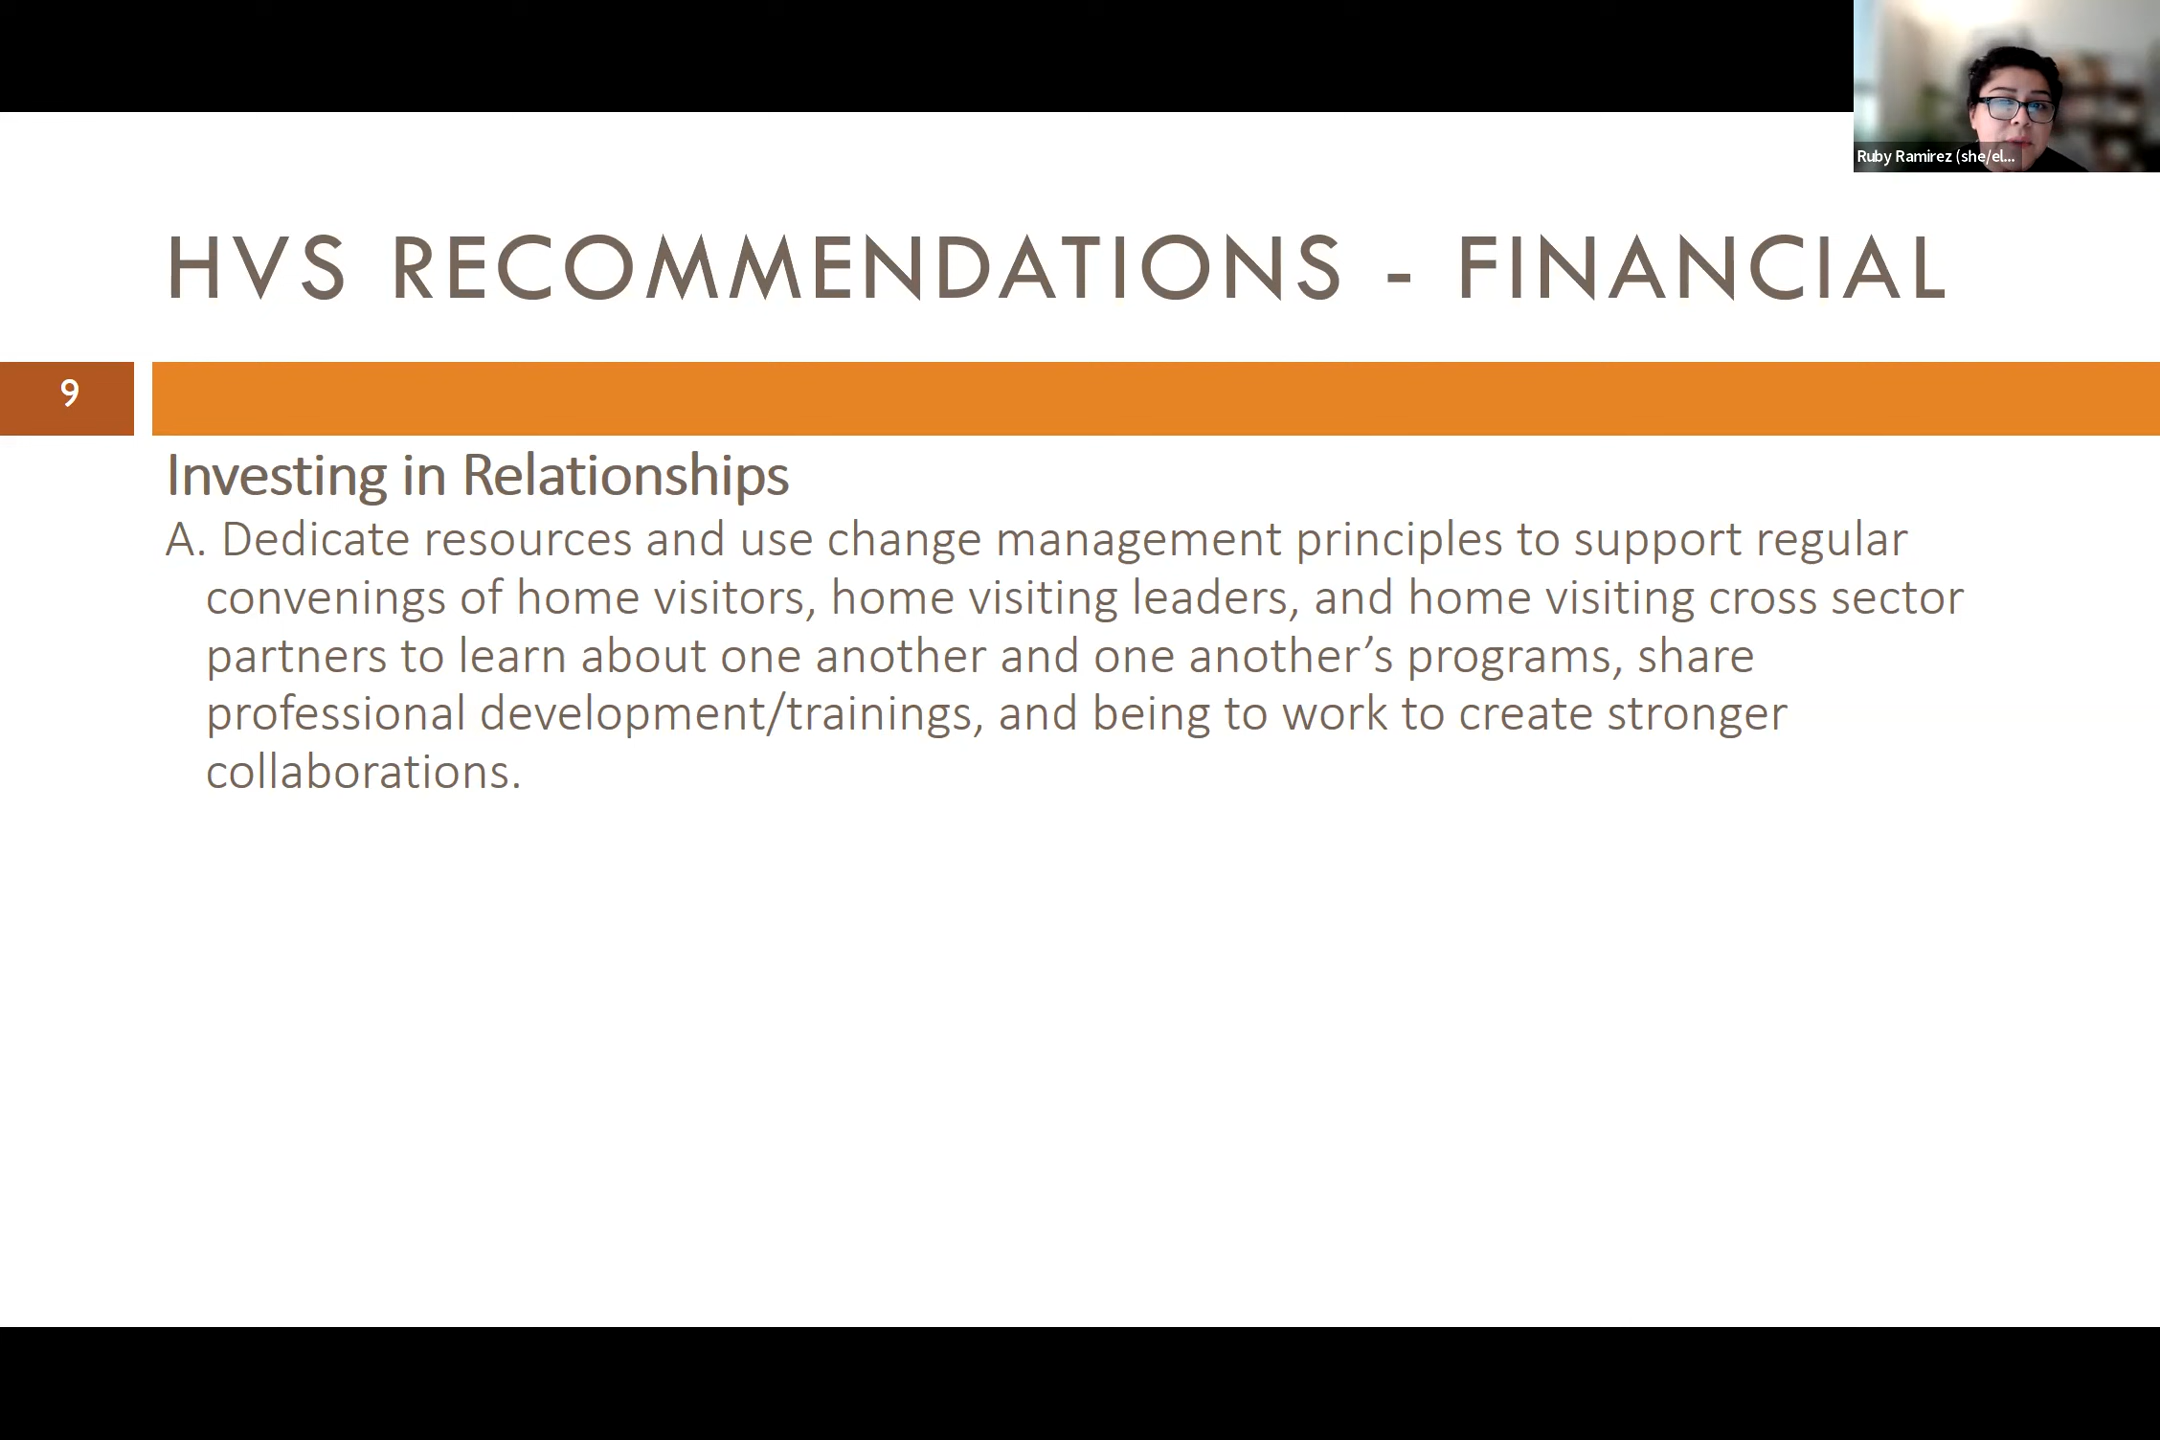 Ruby Ramirez (she/el...
HVS RECOMMENDATIONS - FINANCIAL
9
Investing in Relationships
A. Dedicate resources and use change management principles to support regular
convenings of home visitors, home visiting leaders, and home visiting cross sector
partners to learn about one another and one another’s programs, share
professional development/trainings, and being to work to create stronger
collaborations.